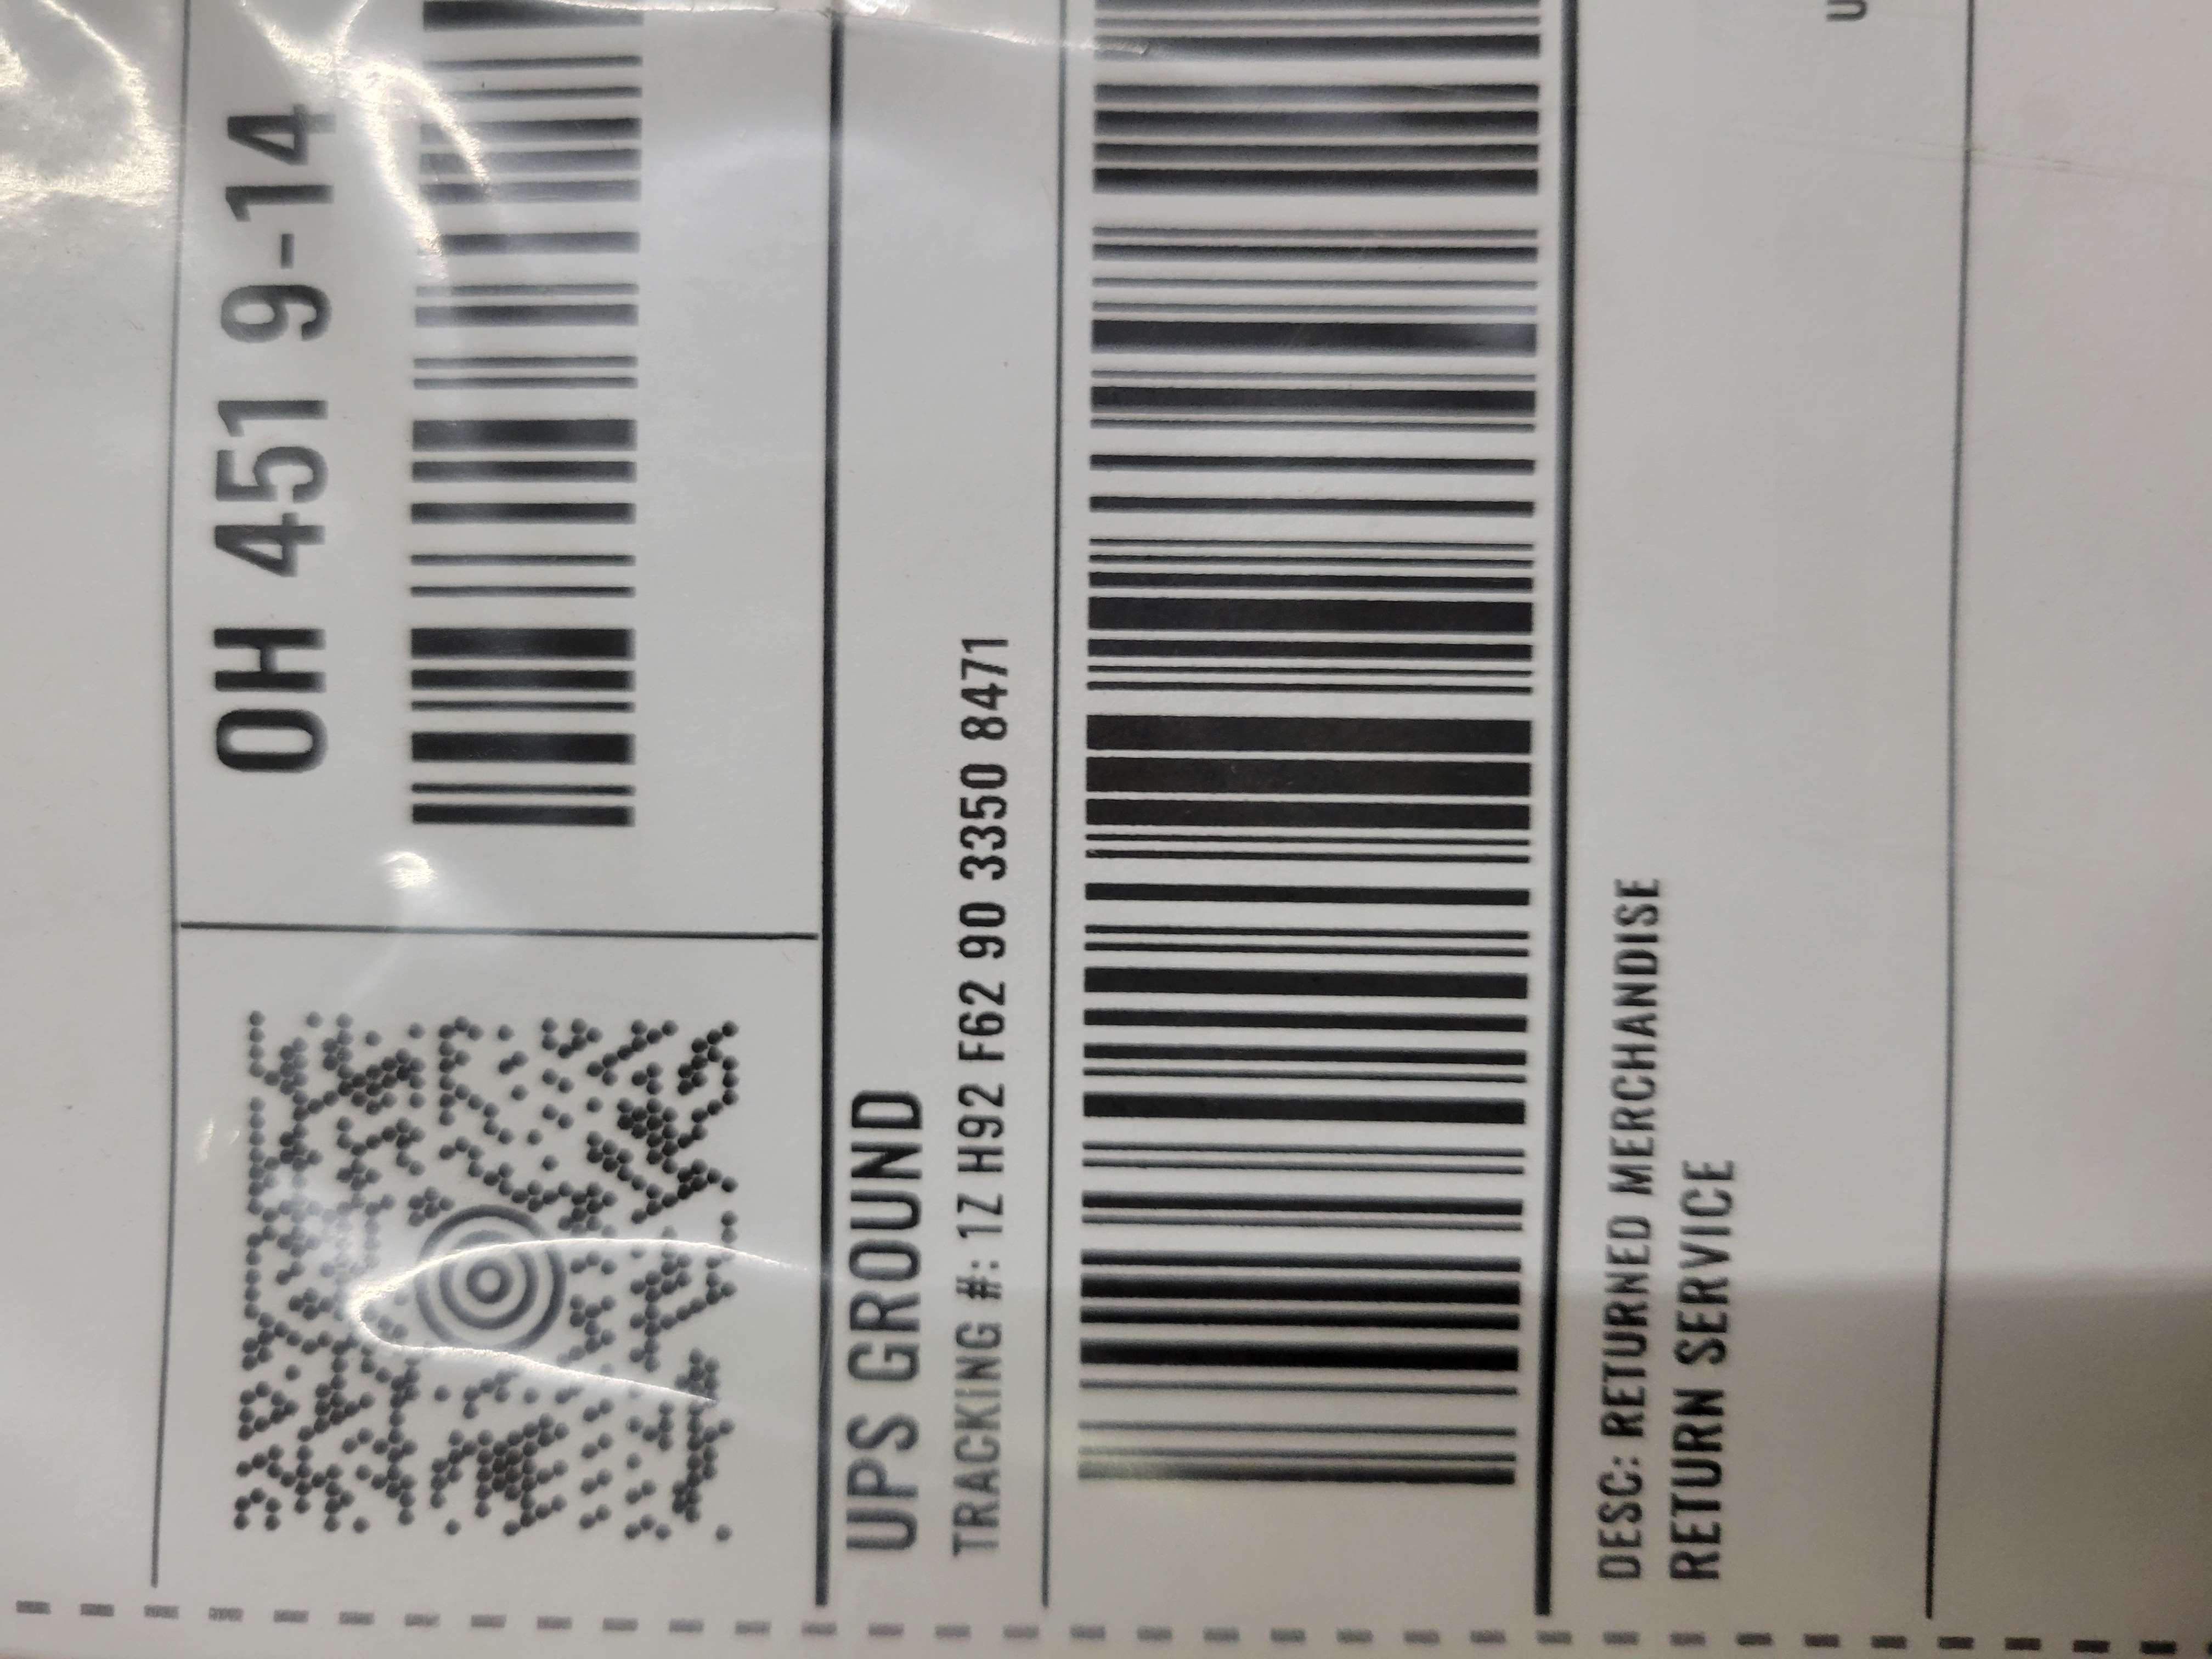 OH 451 9-14
UPS GROUND
TRACKING #: 1Z H92 F62 90 3350 8471
DESC: RETURNED MERCHANDISE
RETURN SERVICE